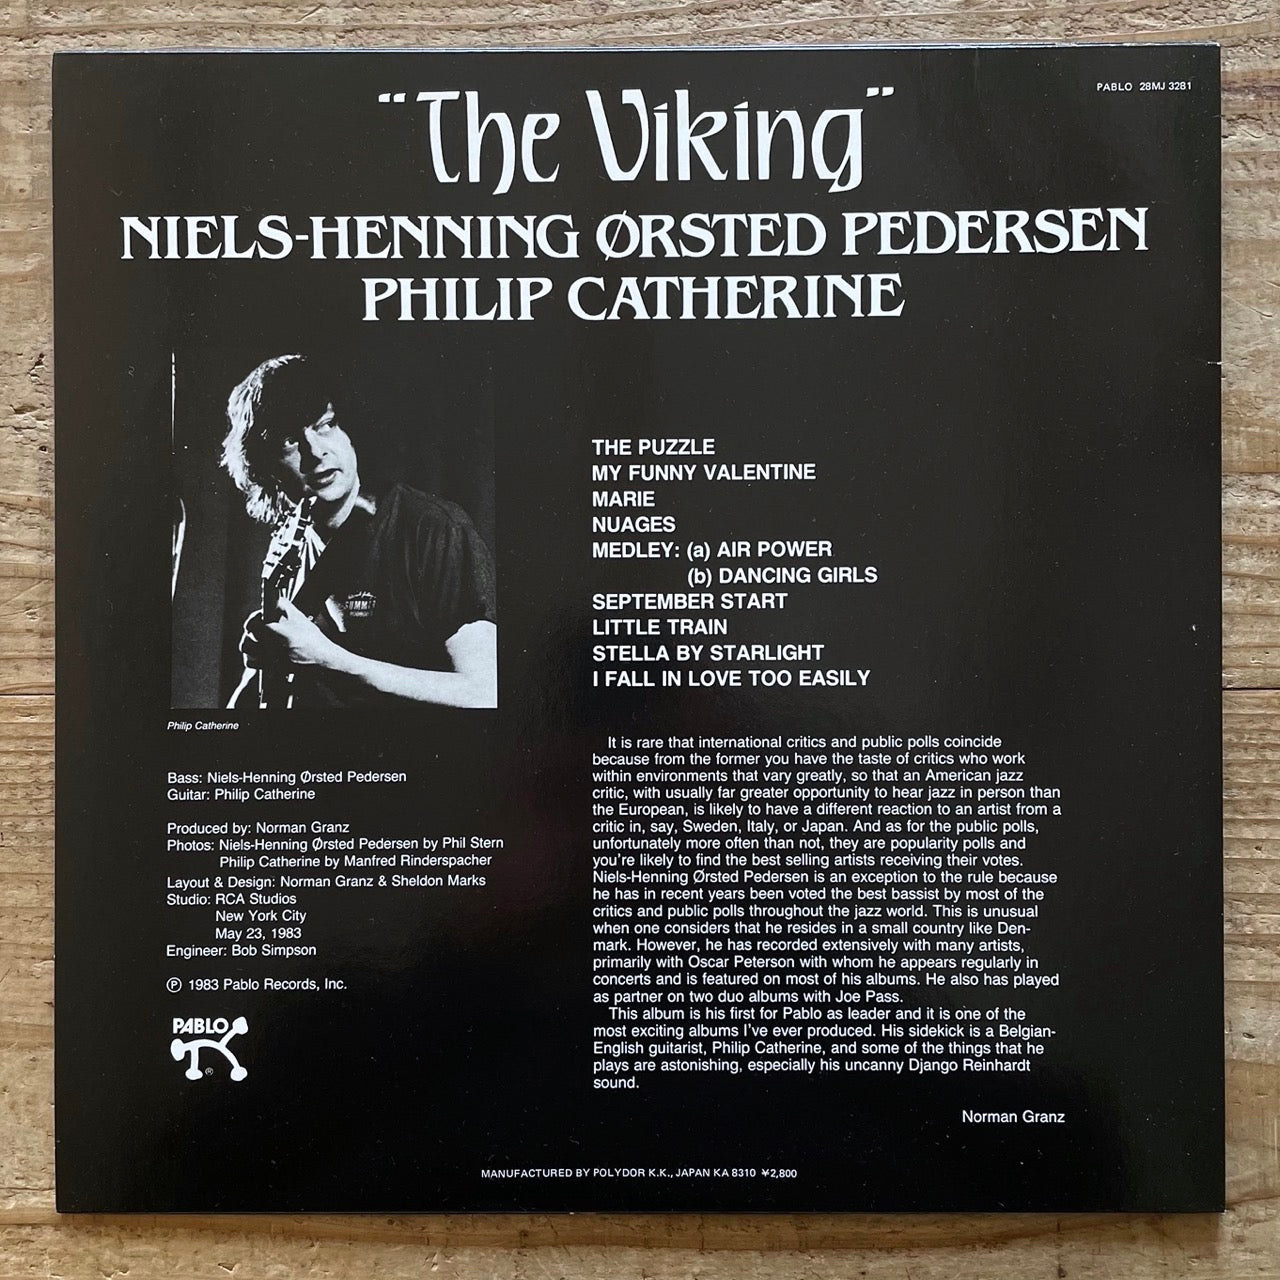 PABLO 28MJ 3281
"The Viking"
NIELS-HENNING ØRSTED PEDERSEN
PHILIP CATHERINE
SUMMER
THE PUZZLE
MY FUNNY VALENTINE
MARIE
NUAGES
MEDLEY: (a) AIR POWER
(b) DANCING GIRLS
SEPTEMBER START
LITTLE TRAIN
STELLA BY STARLIGHT
I FALL IN LOVE TOO EASILY
Philip Catherine
Bass: Niels-Henning Ørsted Pedersen
Guitar: Philip Catherine
Produced by: Norman Granz
Photos: Niels-Henning Ørsted Pedersen by Phil Stern
Philip Catherine by Manfred Rinderspacher
Layout & Design: Norman Granz & Sheldon Marks
Studio: RCA Studios
New York City
May 23, 1983
Engineer: Bob Simpson
℗ 1983 Pablo Records, Inc.
PABLO
®
It is rare that international critics and public polls coincide
because from the former you have the taste of critics who work
within environments that vary greatly, so that an American jazz
critic, with usually far greater opportunity to hear jazz in person than
the European, is likely to have a different reaction to an artist from a
critic in, say, Sweden, Italy, or Japan. And as for the public polls,
unfortunately more often than not, they are popularity polls and
you're likely to find the best selling artists receiving their votes.
Niels-Henning Ørsted Pedersen is an exception to the rule because
he has in recent years been voted the best bassist by most of the
critics and public polls throughout the jazz world. This is unusual
when one considers that he resides in a small country like Den-
mark. However, he has recorded extensively with many artists,
primarily with Oscar Peterson with whom he appears regularly in
concerts and is featured on most of his albums. He also has played
as partner on two duo albums with Joe Pass.
This album is his first for Pablo as leader and it is one of the
most exciting albums I've ever produced. His sidekick is a Belgian-
English guitarist, Philip Catherine, and some of the things that he
plays are astonishing, especially his uncanny Django Reinhardt
sound.
Norman Granz
MANUFACTURED BY POLYDOR K.K., JAPAN KA 8310 ¥2,800